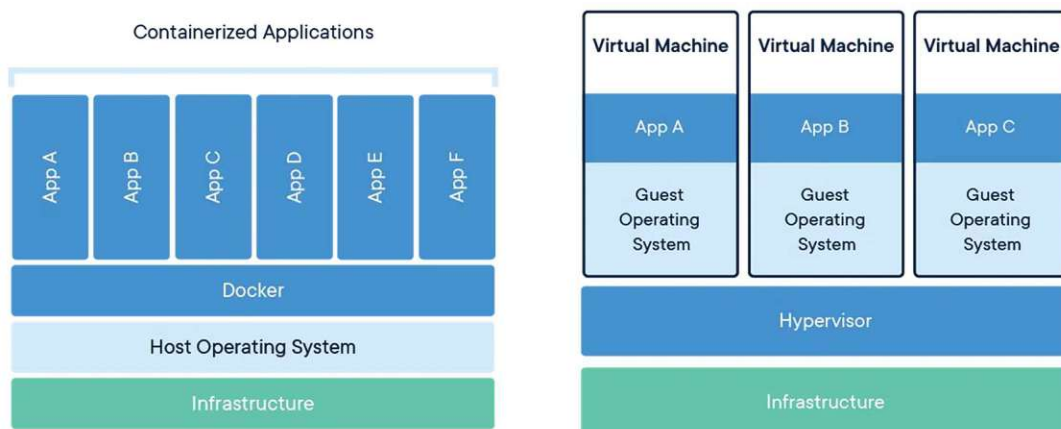 Containerized Applications
App A
App B
App C
App D
App E
App F
Docker
Host Operating System
Infrastructure
Virtual Machine
App A
Guest
Operating
System
Virtual Machine
App B
Guest
Operating
System
Virtual Machine
App C
Guest
Operating
System
Hypervisor
Infrastructure